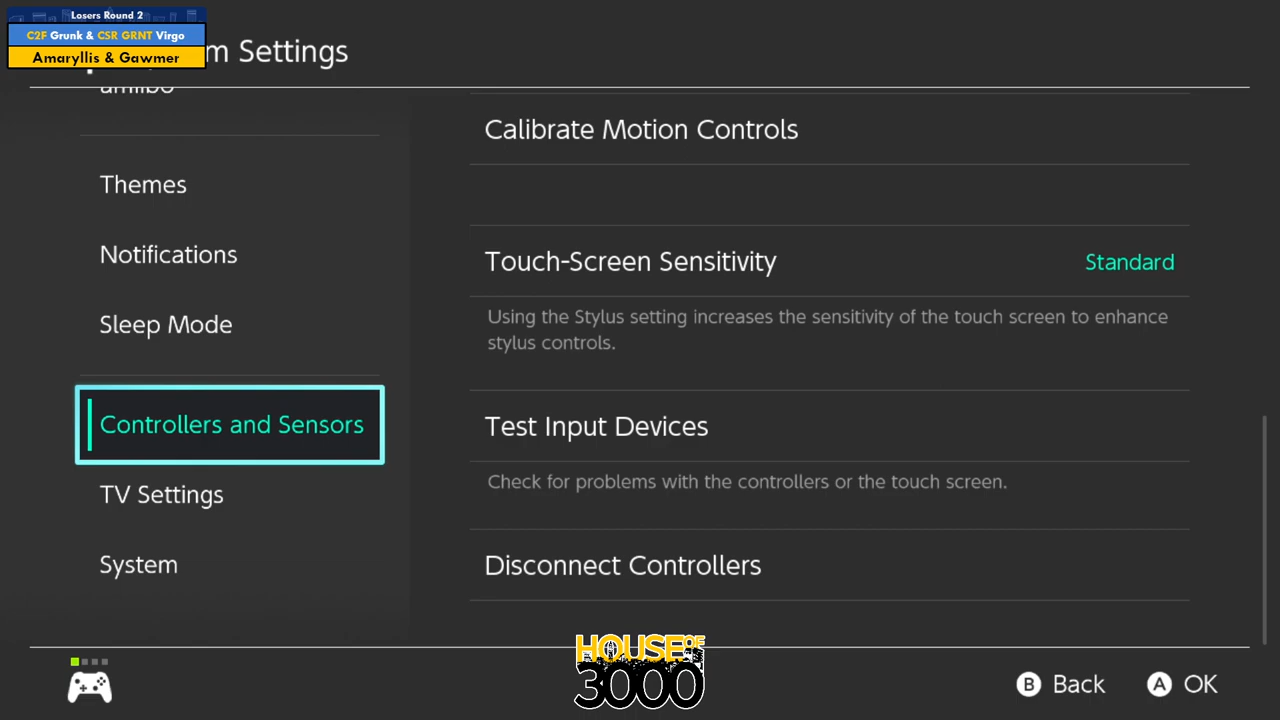 Losers Round 2
C2F Grunk & CSR GRNT Virgo
Amaryllis & Gawmer
m Settings
amiibo
Themes
Notifications
Sleep Mode
Controllers and Sensors
TV Settings
System
Calibrate Motion Controls
Touch-Screen Sensitivity Standard
Using the Stylus setting increases the sensitivity of the touch screen to enhance
stylus controls.
Test Input Devices
Check for problems with the controllers or the touch screen.
Disconnect Controllers
HOUSE OF
3000
B Back A OK